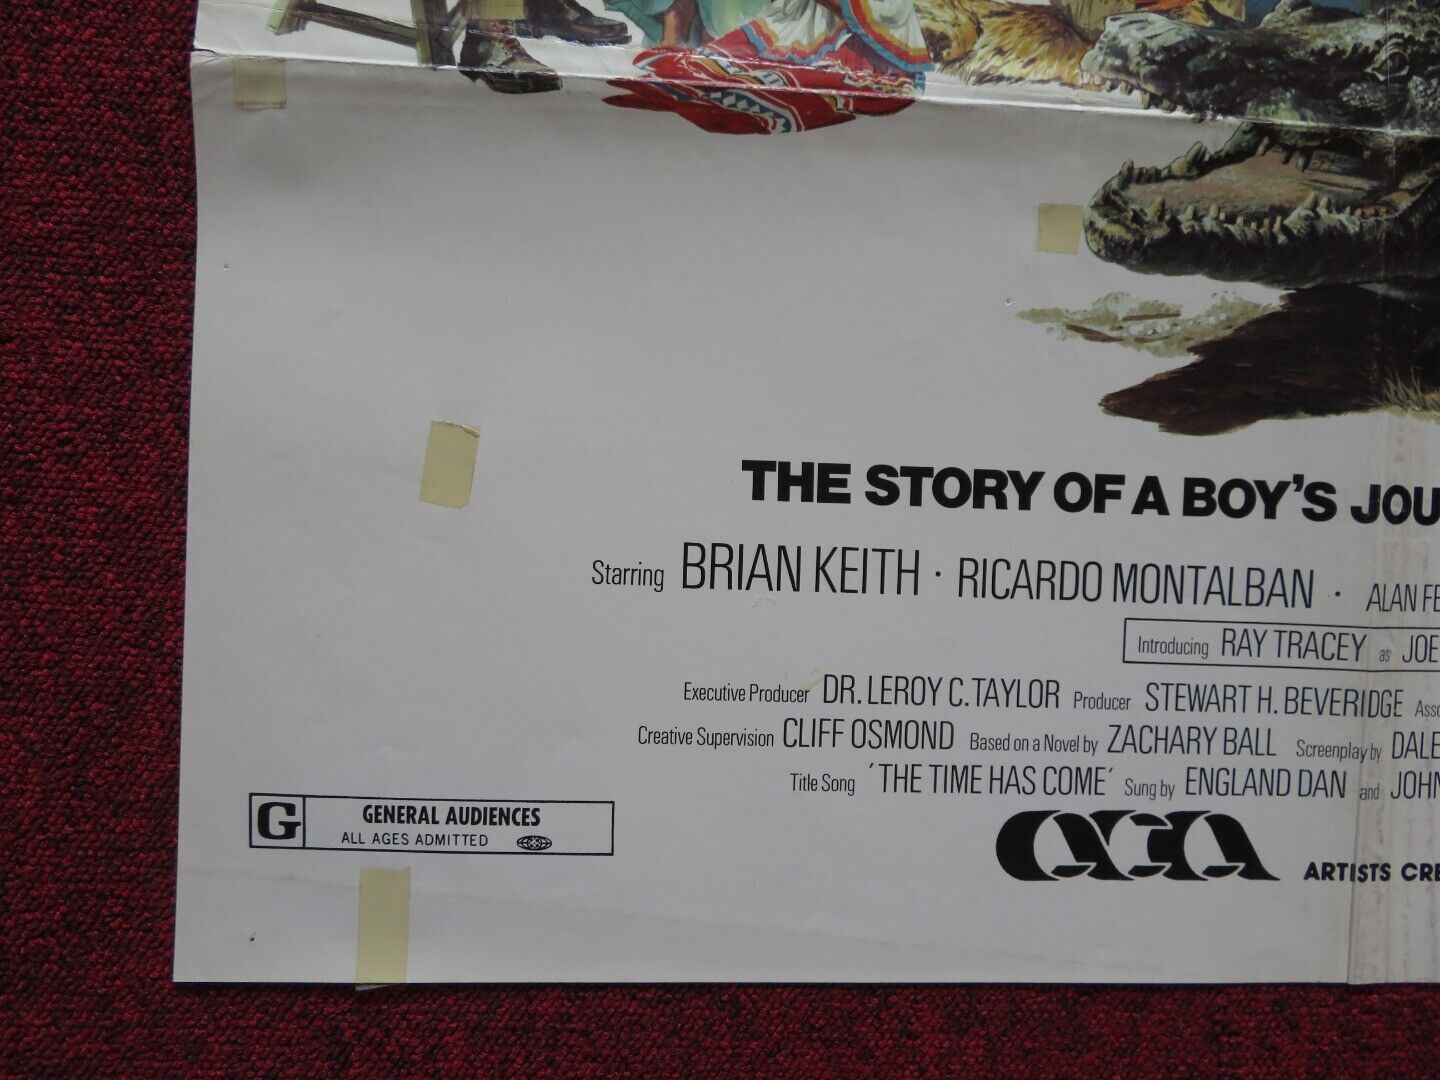 THE STORY OF A BOY'S JOU
Starring BRIAN KEITH · RICARDO MONTALBAN · ALAN FE
Introducing RAY TRACEY as JOE
Executive Producer DR. LEROY C. TAYLOR Producer STEWART H. BEVERIDGE Asso
Creative Supervision CLIFF OSMOND Based on a Novel by ZACHARY BALL Screenplay by DALE
Title Song 'THE TIME HAS COME' Sung by ENGLAND DAN and JOHN
G GENERAL AUDIENCES
ALL AGES ADMITTED
aca ARTISTS CRE